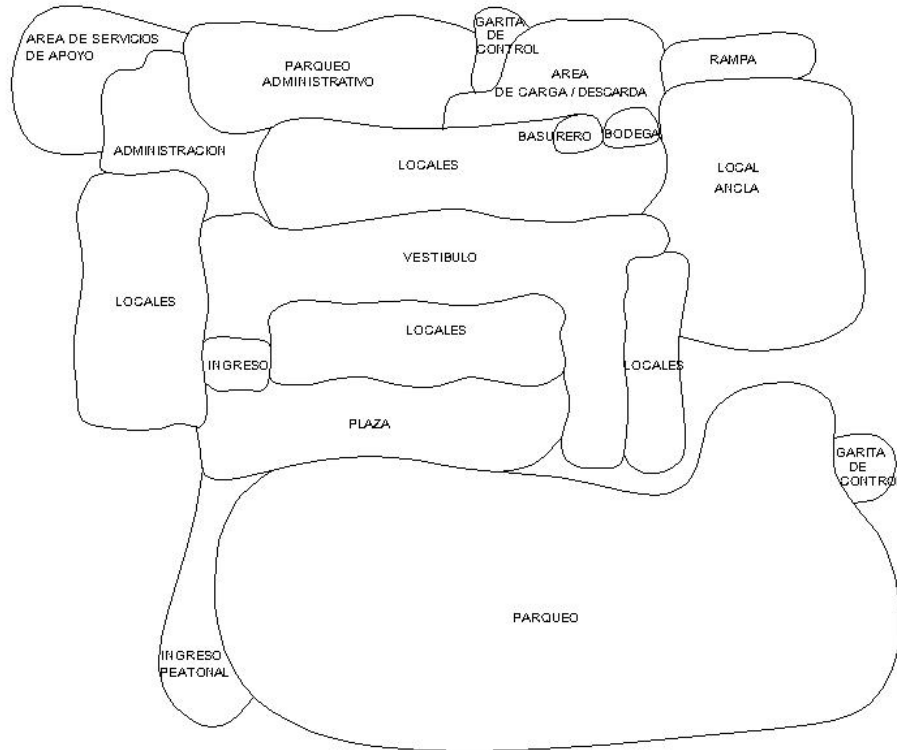 AREA DE SERVICIOS
DE APOYO
PARQUEO
ADMINISTRATIVO
GARITA
DE
CONTROL
AREA
DE CARGA / DESCARDA
RAMPA
ADMINISTRACION
LOCALES
BASURERO
BODEGA
LOCAL
ANCLA
VESTIBULO
LOCALES
LOCALES
INGRESO
LOCALES
PLAZA
GARITA
DE
CONTROL
PARQUEO
INGRESO
PEATONAL